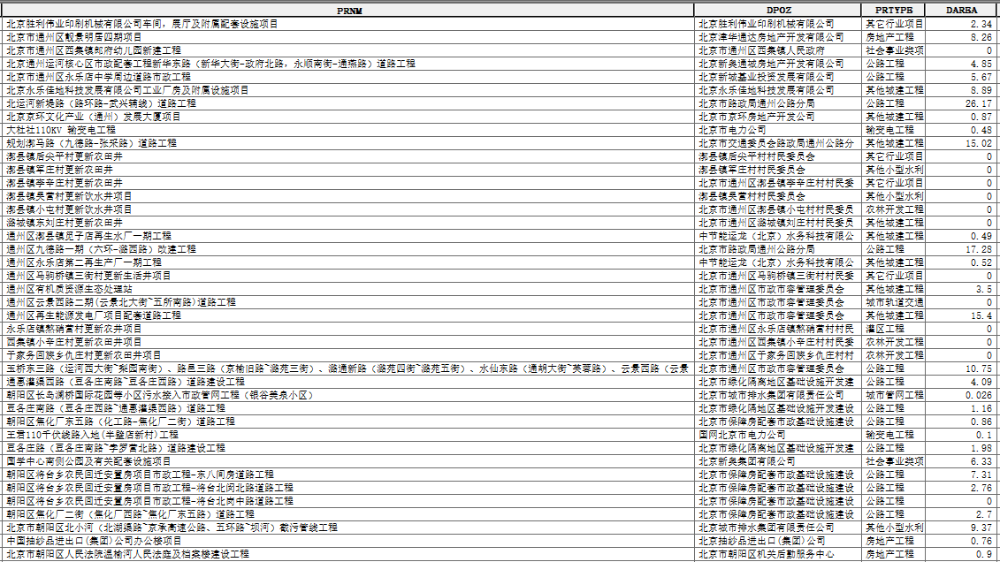 PRNM DPOZ PRTYPE DAREA
北京胜利伟业印刷机械有限公司车间，展厅及附属配套设施项目 北京胜利伟业印刷机械有限公司 其它行业项目 2.34
北京市通州区靓景明居四期项目 北京津华通达房地产开发有限公司 房地产工程 8.26
北京市通州区西集镇郎府幼儿园新建工程 北京市通州区西集镇人民政府 社会事业类项 0
北京通州运河核心区市政配套工程新华东路（新华大街-政府北路，永顺南街-通燕路）道路工程 北京新奥通城房地产开发有限公司 公路工程 4.85
北京市通州区永乐店中学周边道路市政工程 北京新城基业投资发展有限公司 公路工程 5.67
北京永乐佳地科技发展有限公司工业厂房及附属设施项目 北京永乐佳地科技发展有限公司 其他城建工程 8.89
北运河新堤路（路环路-武兴辅线）道路工程 北京市路政局通州公路分局 公路工程 26.17
北京京环文化产业（通州）发展大厦项目 北京市京环房地产开发公司 其他城建工程 0.87
大杜社110KV 输变电工程 北京市电力公司 输变电工程 0.48
规划漷马路（九德路-张采路）道路工程 北京市交通委员会路政局通州公路分 其他城建工程 15.02
漷县镇后尖平村更新农田井 漷县镇后尖平村村民委员会 其它行业项目 0
漷县镇军庄村更新农田井 漷县镇军庄村村民委员会 其他小型水利 0
漷县镇李辛庄村更新农田井 北京市通州区漷县镇李辛庄村村民委 其它行业项目 0
漷县镇吴营村更新饮水井项目 漷县镇吴营村村民委员会 其他小型水利 0
漷县镇小屯村更新饮水井项目 北京市通州区漷县镇小屯村村民委员 农林开发工程 0
潞城镇东刘庄村更新农田井 北京市通州区潞城镇刘庄村村民委员 其他城建工程 0
通州区漷县镇觅子店再生水厂一期工程 中节能运龙（北京）水务科技有限公 其他城建工程 0.49
通州区九德路一期（六环-潞西路）改建工程 北京市路政局通州公路分局 公路工程 17.28
通州区永乐店第二再生产厂一期工程 中节能运龙（北京）水务科技有限公 其他城建工程 0.52
通州区马驹桥镇三街村更新生活井项目 北京市通州区马驹桥镇三街村村民委 其它行业项目 0
通州区有机质资源生态处理站 北京市通州区市政市容管理委员会 其他城建工程 3.5
通州区云景西路二期(云景北大街~五所南路)道路工程 北京市通州区市政市容管理委员会 城市轨道交通 0
通州区再生能源发电厂项目配套道路工程 北京市通州区市政市容管理委员会 其他城建工程 15.4
永乐店镇熬硝营村更新农井项目 北京市通州区永乐店镇熬硝营村村民 灌区工程 0
西集镇小辛庄村更新农田井项目 北京市通州区西集镇小辛庄村村民委 农林开发工程 0
于家务回族乡仇庄村更新农田井项目 北京市通州区于家务回族乡仇庄村村 农林开发工程 0
玉桥东三路（运河西大街~梨园南街）、路邑三路（京榆旧路~潞苑三街）、潞通新路（潞苑四街~潞苑五街）、水仙东路（通胡大街~芙蓉路）、云景西路（云景 北京市通州区市政市容管理委员会 公路工程 10.75
通惠灌渠西路（豆各庄南路~豆各庄西路）道路建设工程 北京市绿化隔离地区基础设施开发建 公路工程 4.09
朝阳区长岛澜桥国际花园等小区污水接入市政管网工程（银谷美泉小区） 北京市城市排水集团有限责任公司 城市管网工程 0.026
豆各庄南路（豆各庄西路~通惠灌渠西路）道路工程 北京市绿化隔地区基础设施开发建设 公路工程 1.16
朝阳区焦化厂东五路（化工路-焦化厂二街）道路工程 北京市保障房配套市政基础设施建设 公路工程 0.86
王君110千伏线路入地(半壁店新村)工程 国网北京市电力公司 输变电工程 0.1
豆各庄路（豆各庄南路~孛罗营北路）道路建设工程 北京市绿化隔离地区基础设施开发建 公路工程 1.98
国学中心南侧公园及有关配套设施项目 北京新奥集团有限公司 社会事业类项 6.33
朝阳区将台乡农民回迁安置房项目市政工程-东八间房道路工程 北京市保障房配套市政基础设施建设 公路工程 7.31
朝阳区将台乡农民回迁安置房项目市政工程-将台北闵北路道路工程 北京市保障房配套市政基础设施建设 公路工程 2.76
朝阳区将台乡农民回迁安置房项目市政工程-将台北岗中路道路工程 北京市保障房配套市政基础设施建设 公路工程 0
朝阳区焦化厂二街（焦化厂西路~焦化厂东五路）道路工程 北京市保障房配套市政基础设施建设 公路工程 2.7
北京市朝阳区北小河（北湖渠路~京承高速公路、五环路~坝河）截污管线工程 北京城市排水集团有限责任公司 其他小型水利 9.37
中国抽纱品进出口(集团)公司办公楼项目 北京抽纱品进出口(集团)公司 房地产工程 0.76
北京市朝阳区人民法院温榆河人民法庭及档案楼建设工程 北京市朝阳区机关后勤服务中心 房地产工程 0.9